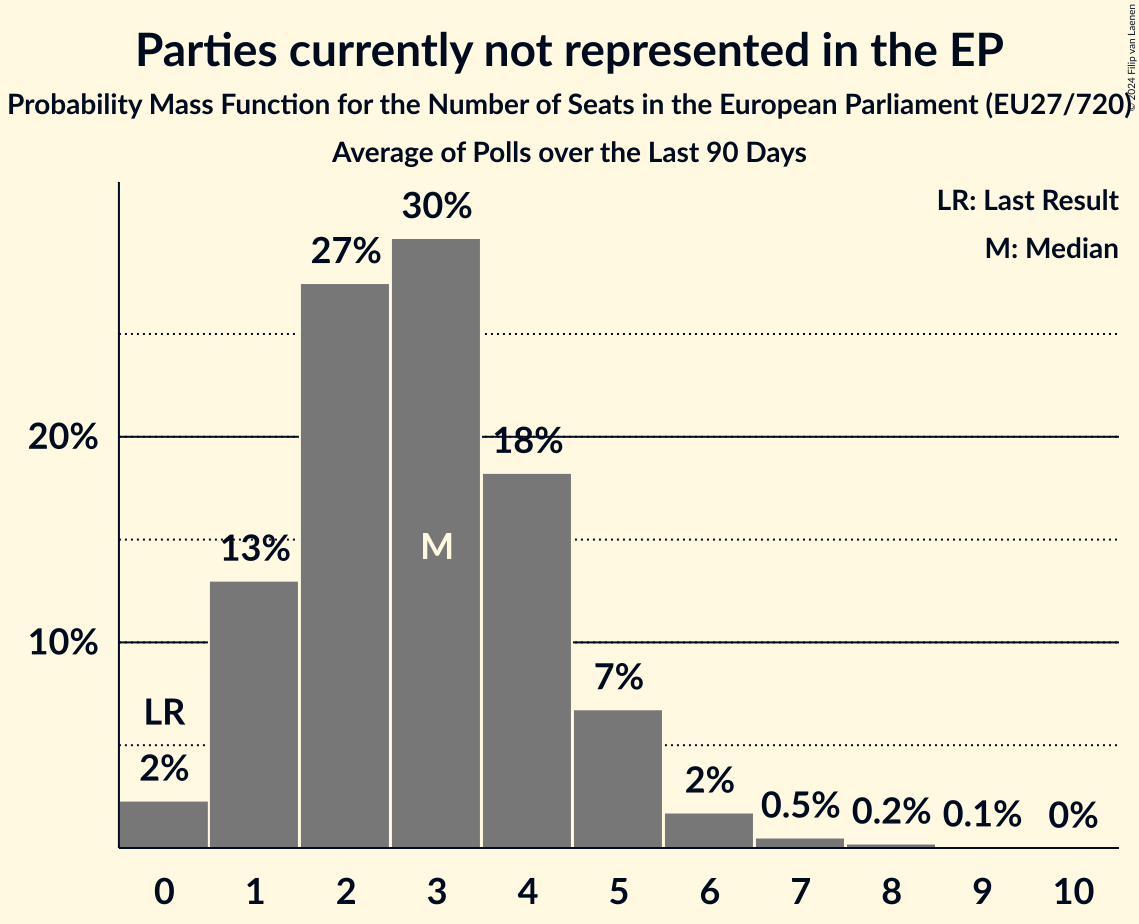 Parties currently not represented in the EP
© 2024 Filip van Laenen
Probability Mass Function for the Number of Seats in the European Parliament (EU27/720)
Average of Polls over the Last 90 Days
LR: Last Result
M: Median
30%
27%
20%
18%
13%
M
10%
LR
7%
2%
2%
0.5%
0.2%
0.1%
0%
0 1 2 3 4 5 6 7 8 9 10